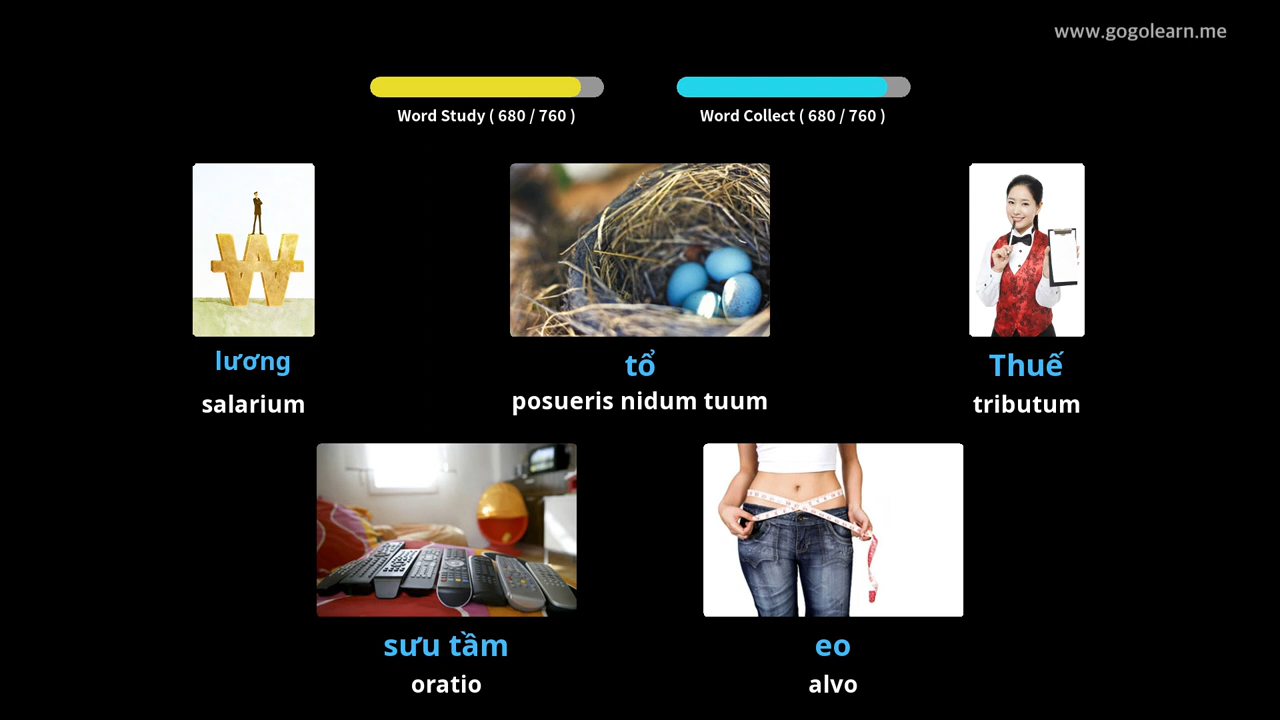 www.gogolearn.me
Word Study ( 680 / 760 )
Word Collect ( 680 / 760 )
lương
salarium
tổ
posueris nidum tuum
Thuế
tributum
sưu tầm
oratio
eo
alvo